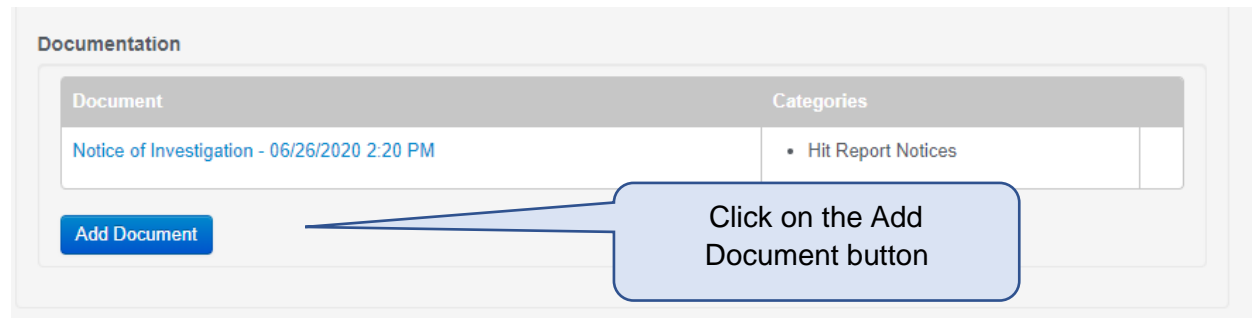 Documentation
Document Categories
Notice of Investigation - 06/26/2020 2:20 PM • Hit Report Notices
Add Document
Click on the Add
Document button